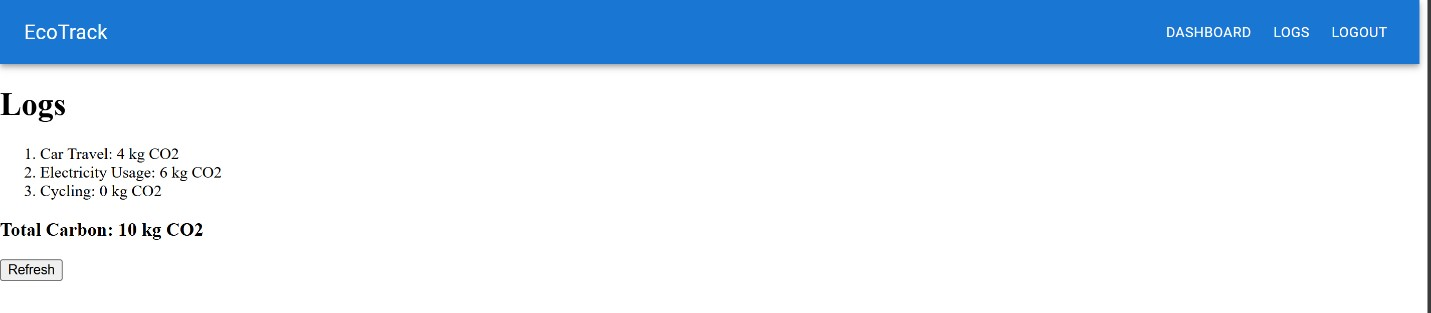 EcoTrack DASHBOARD LOGS LOGOUT
Logs
1. Car Travel: 4 kg CO2
2. Electricity Usage: 6 kg CO2
3. Cycling: 0 kg CO2
Total Carbon: 10 kg CO2
Refresh